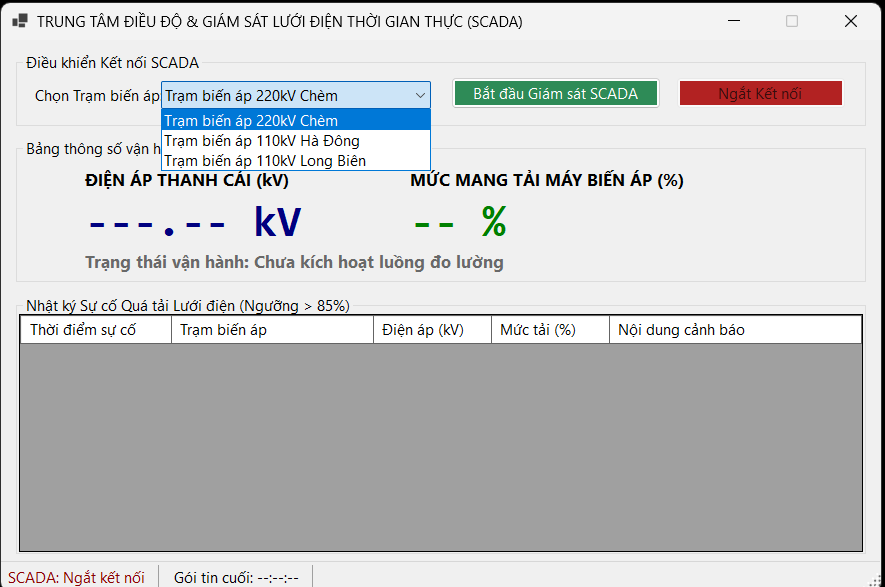 TRUNG TÂM ĐIỀU ĐỘ & GIÁM SÁT LƯỚI ĐIỆN THỜI GIAN THỰC (SCADA)
Điều khiển Kết nối SCADA
Chọn Trạm biến áp Trạm biến áp 220kV Chèm Bắt đầu Giám sát SCADA Ngắt Kết nối
Trạm biến áp 220kV Chèm
Trạm biến áp 110kV Hà Đông
Bảng thông số vận h
Trạm biến áp 110kV Long Biên
ĐIỆN ÁP THANH CÁI (kV) MỨC MANG TẢI MÁY BIẾN ÁP (%)
---.-- kV -- %
Trạng thái vận hành: Chưa kích hoạt luồng đo lường
Nhật ký Sự cố Quá tải Lưới điện (Ngưỡng > 85%)
Thời điểm sự cố Trạm biến áp Điện áp (kV) Mức tải (%) Nội dung cảnh báo
SCADA: Ngắt kết nối Gói tin cuối: --:--:--